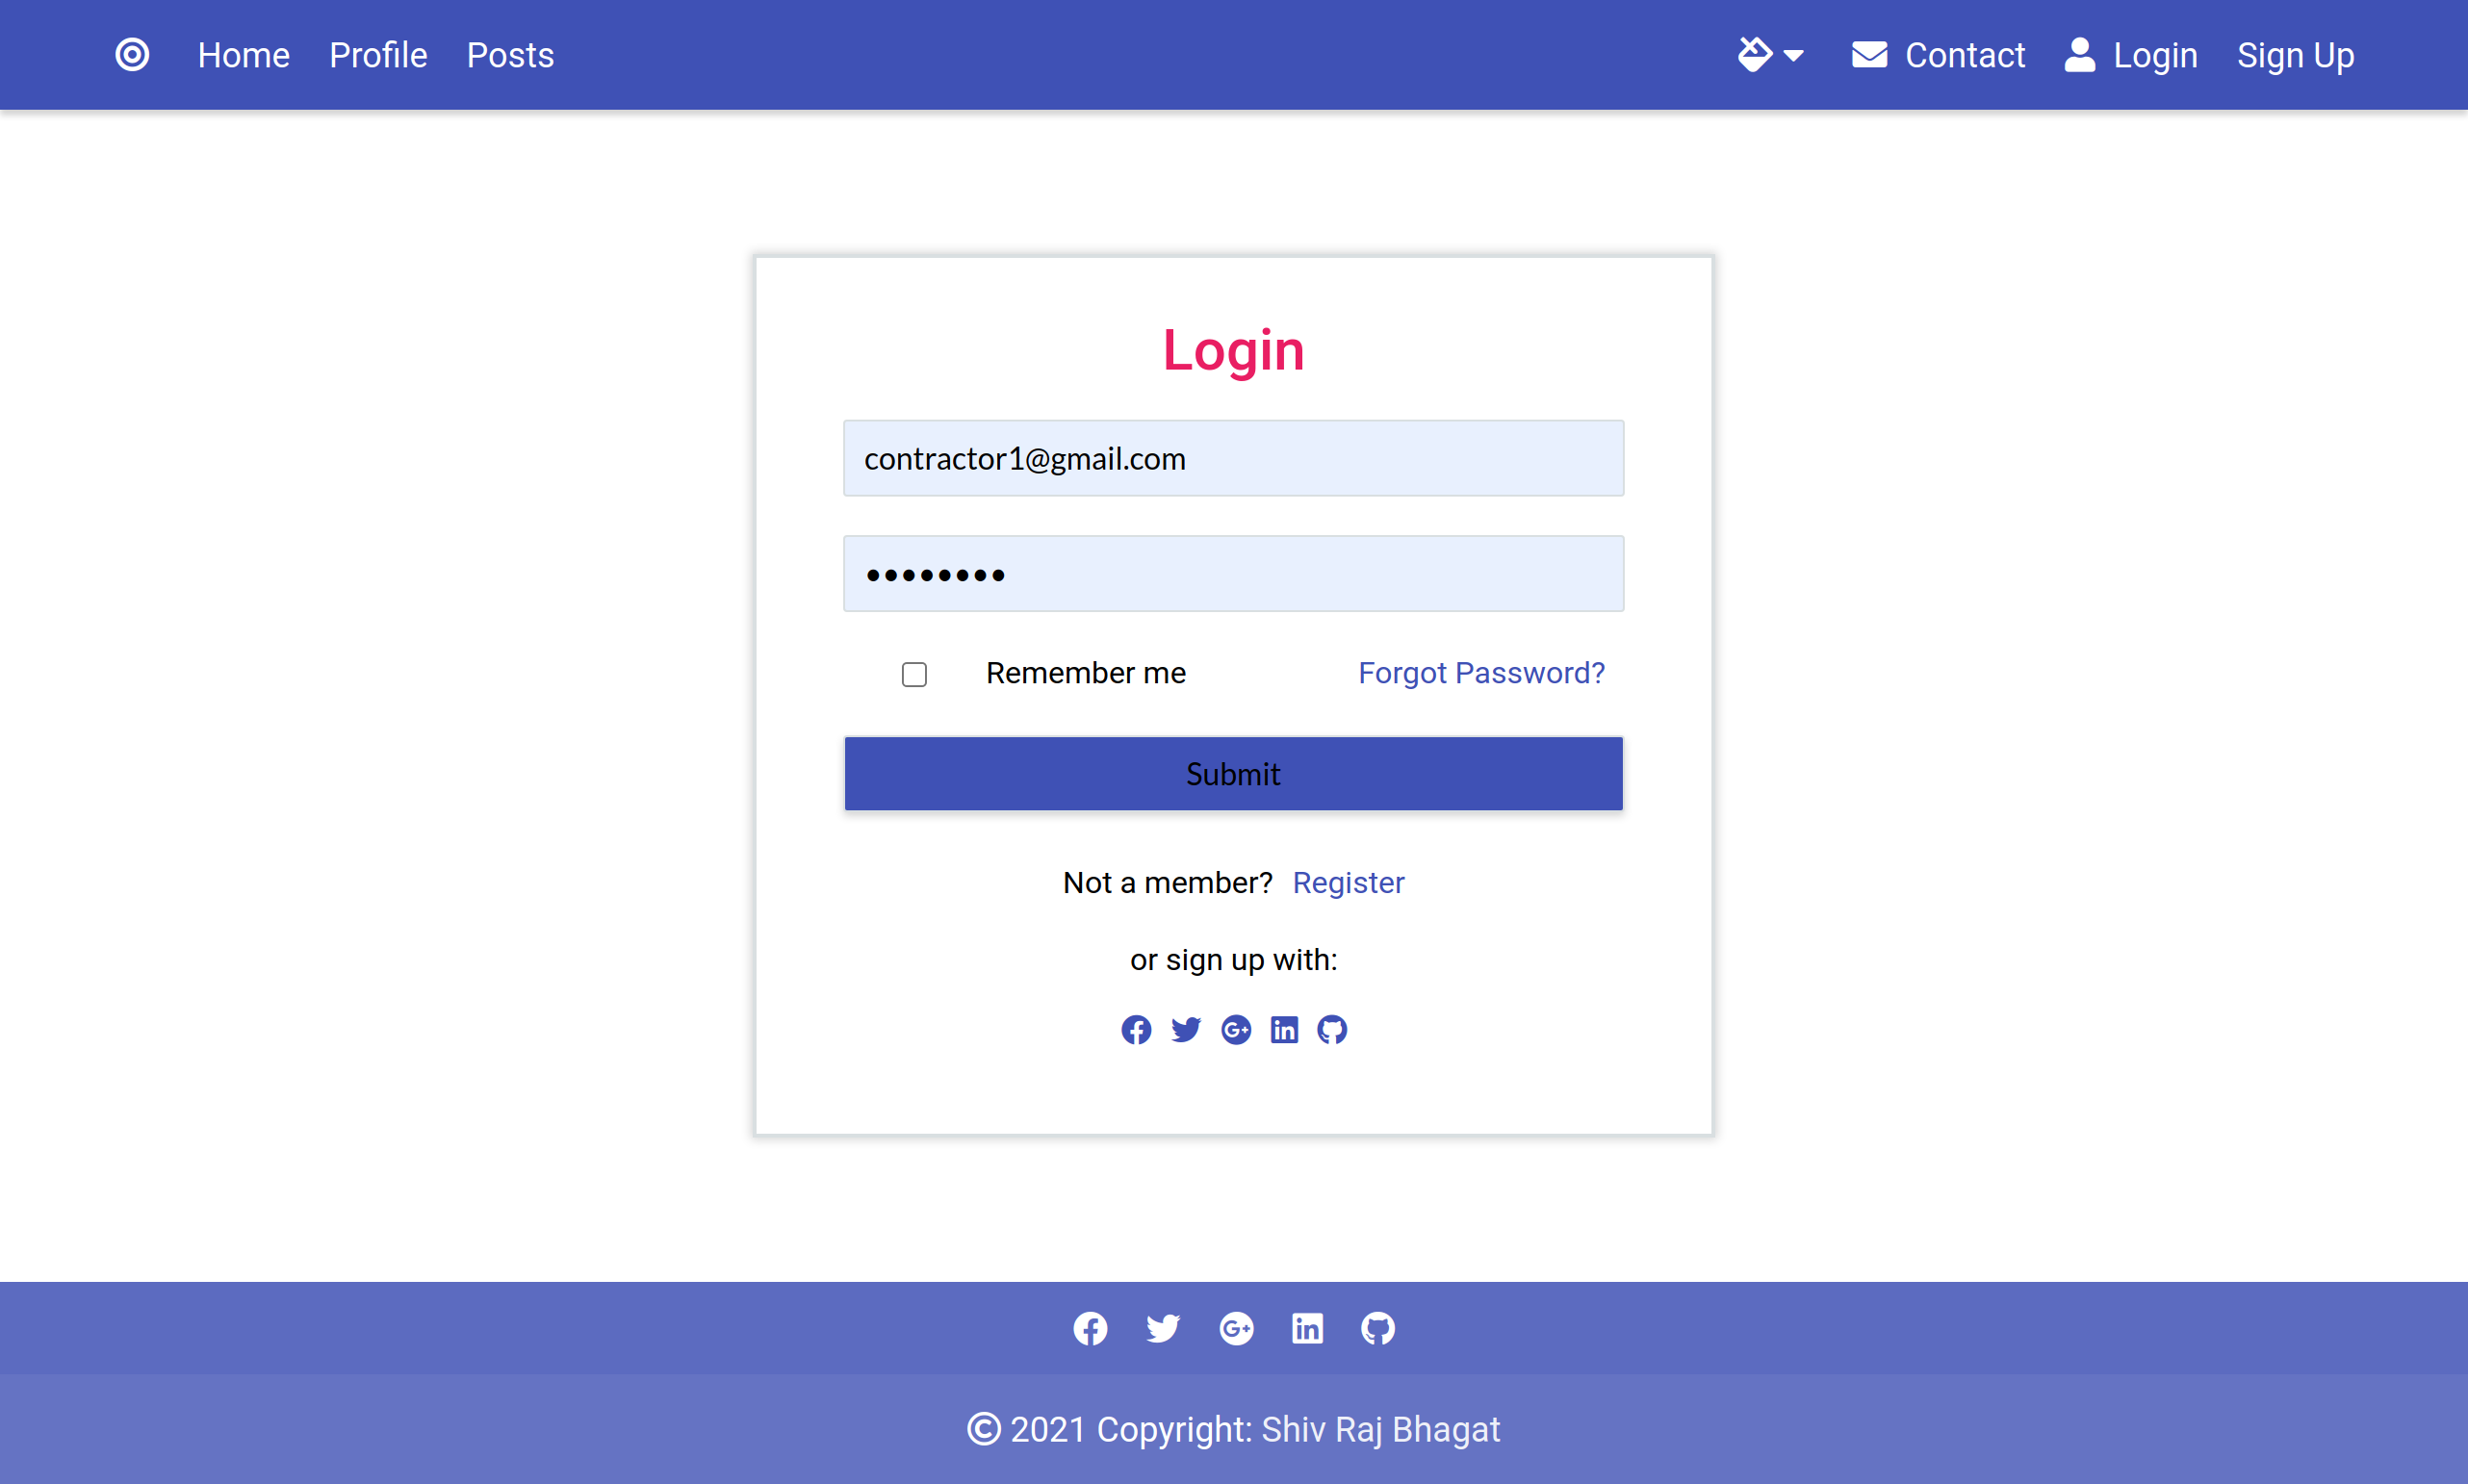 Home Profile Posts Contact Login Sign Up
Login
contractor1@gmail.com
••••••••
Remember me Forgot Password?
Submit
Not a member? Register
or sign up with:
© 2021 Copyright: Shiv Raj Bhagat